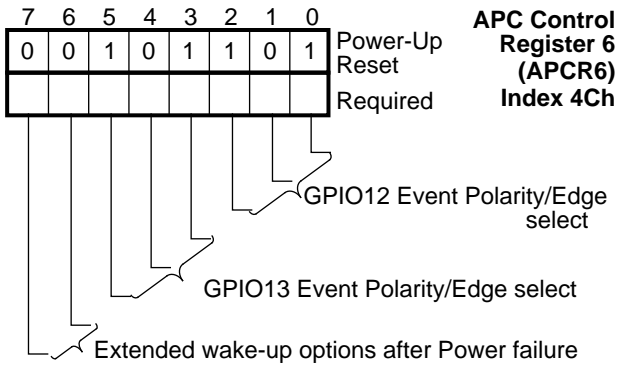 7 6 5 4 3 2 1 0
APC Control
Register 6
(APCR6)
Index 4Ch
0 0 1 0 1 1 0 1
Power-Up
Reset
Required
GPIO12 Event Polarity/Edge
select
GPIO13 Event Polarity/Edge select
Extended wake-up options after Power failure